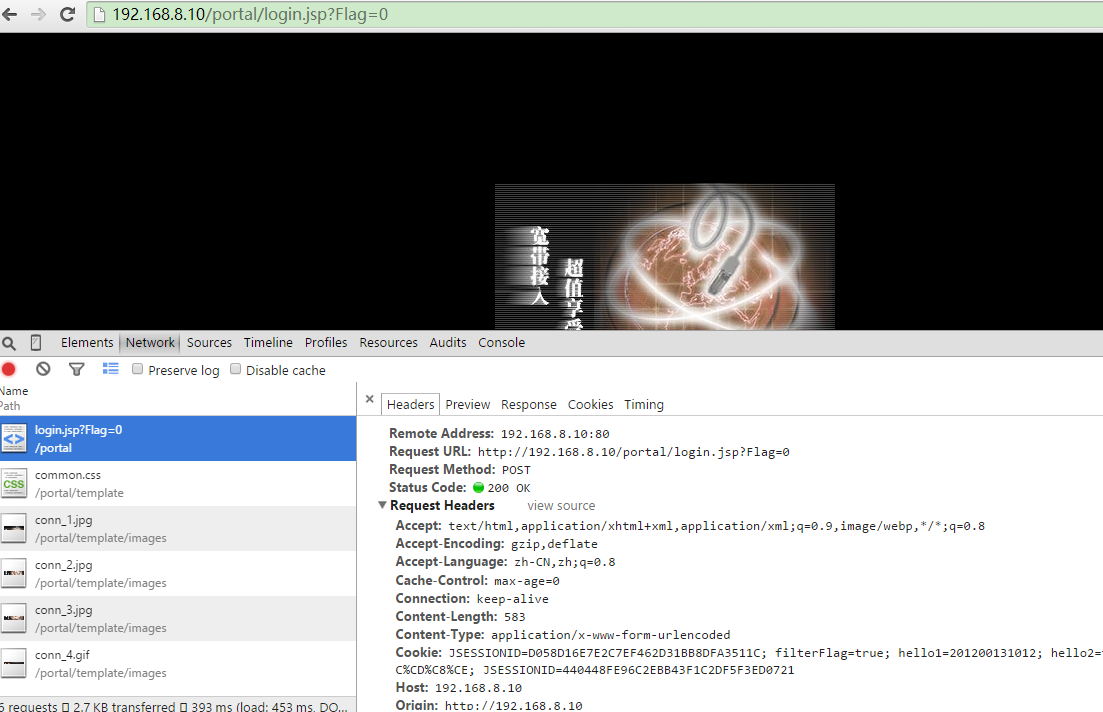 192.168.8.10/portal/login.jsp?Flag=0
宽带接入
超值享受
Elements Network Sources Timeline Profiles Resources Audits Console
Preserve log Disable cache
Name
Path
Headers Preview Response Cookies Timing
login.jsp?Flag=0
/portal
common.css
/portal/template
conn_1.jpg
/portal/template/images
conn_2.jpg
/portal/template/images
conn_3.jpg
/portal/template/images
conn_4.gif
/portal/template/images
6 requests 2.7 KB transferred 393 ms (load: 453 ms, DO...
Remote Address: 192.168.8.10:80
Request URL: http://192.168.8.10/portal/login.jsp?Flag=0
Request Method: POST
Status Code: 200 OK
Request Headers view source
Accept: text/html,application/xhtml+xml,application/xml;q=0.9,image/webp,*/*;q=0.8
Accept-Encoding: gzip,deflate
Accept-Language: zh-CN,zh;q=0.8
Cache-Control: max-age=0
Connection: keep-alive
Content-Length: 583
Content-Type: application/x-www-form-urlencoded
Cookie: JSESSIONID=D058D16E7E2C7EF462D31BB8DFA3511C; filterFlag=true; hello1=201200131012; hello2=
C%CD%C8%CE; JSESSIONID=440448FE96C2EBB43F1C2DF5F3ED0721
Host: 192.168.8.10
Origin: http://192.168.8.10